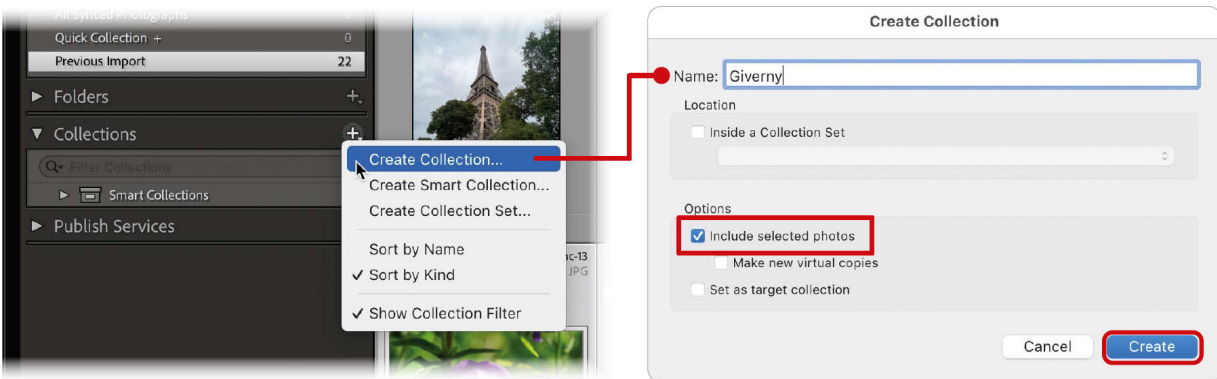 All Synced Photographs 0
Quick Collection + 0
Previous Import 22
Folders
Collections
Filter Collections
Smart Collections
Publish Services
Create Collection...
Create Smart Collection...
Create Collection Set...
Sort by Name
✓ Sort by Kind
✓ Show Collection Filter
ac-13
JPG
Create Collection
Name: Giverny
Location
Inside a Collection Set
Options
Include selected photos
Make new virtual copies
Set as target collection
Cancel Create